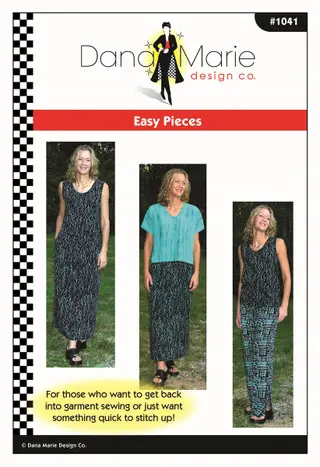 #1041
Dana Marie
design co.
Easy Pieces
For those who want to get back
into garment sewing or just want
something quick to stitch up!
© Dana Marie Design Co.